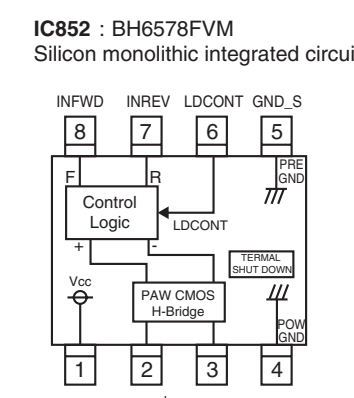 IC852 : BH6578FVM
Silicon monolithic integrated circui
INFWD INREV LDCONT GND_S
8 7 6 5
F R PRE
GND
Control
Logic
LDCONT
+ -
TERMAL
SHUT DOWN
Vcc
PAW CMOS
H-Bridge
POW
GND
1 2 3 4